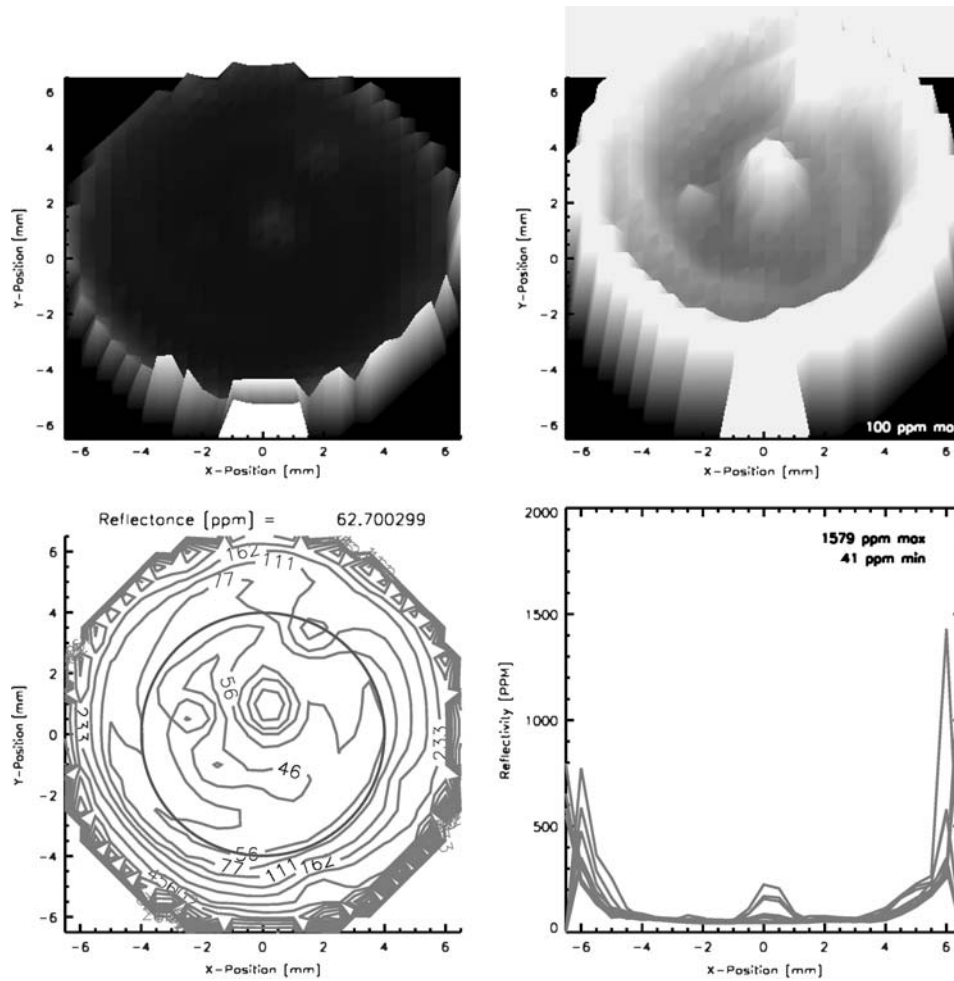 6
4
2
0
-2
-4
-6
Y-Position [mm]
-6 -4 -2 0 2 4 6
X-Position [mm]
6
4
2
0
-2
-4
-6
Y-Position [mm]
100 ppm ma
-6 -4 -2 0 2 4 6
X-Position [mm]
Reflectance [ppm] = 62.700299
6
4
2
0
-2
-4
-6
Y-Position [mm]
162
111
77
56
233
233
46
56
77
111
162
456
-6 -4 -2 0 2 4 6
X-Position [mm]
2000
1500
1000
500
0
Reflectivity [PPM]
1579 ppm max
41 ppm min
-6 -4 -2 0 2 4 6
X-Position [mm]